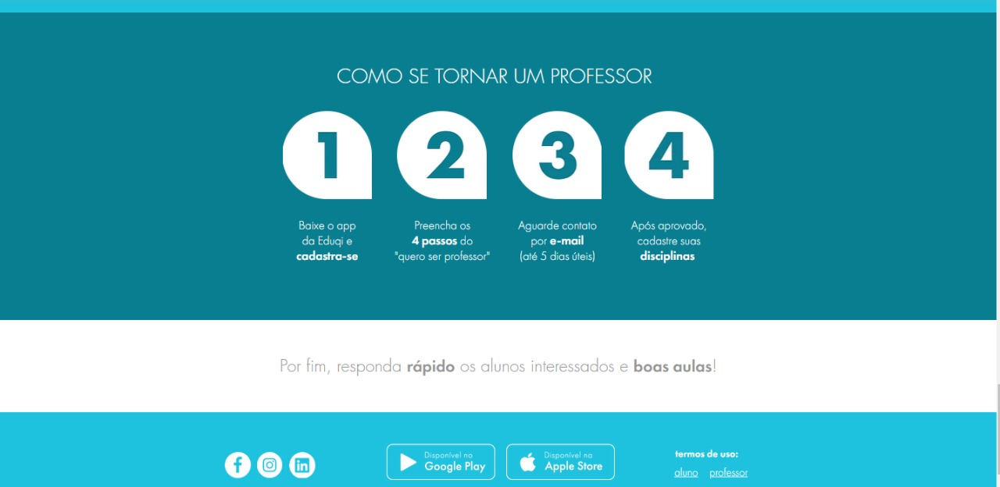 COMO SE TORNAR UM PROFESSOR
1
2
3
4
Baixe o app
da Eduqi e
cadastra-se
Preencha os
4 passos do
"quero ser professor"
Aguarde contato
por e-mail
(até 5 dias úteis)
Após aprovado,
cadastre suas
disciplinas
Por fim, responda rápido os alunos interessados e boas aulas!
Disponível no
Google Play
Disponível na
Apple Store
termos de uso:
aluno professor